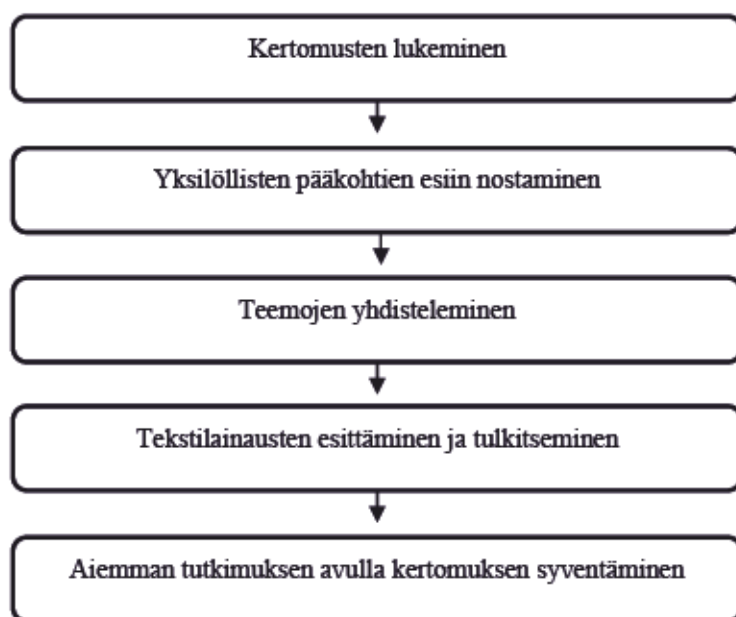 Kertomusten lukeminen
Yksilöllisten pääkohtien esiin nostaminen
Teemojen yhdisteleminen
Tekstilainausten esittäminen ja tulkitseminen
Aiemman tutkimuksen avulla kertomuksen syventäminen